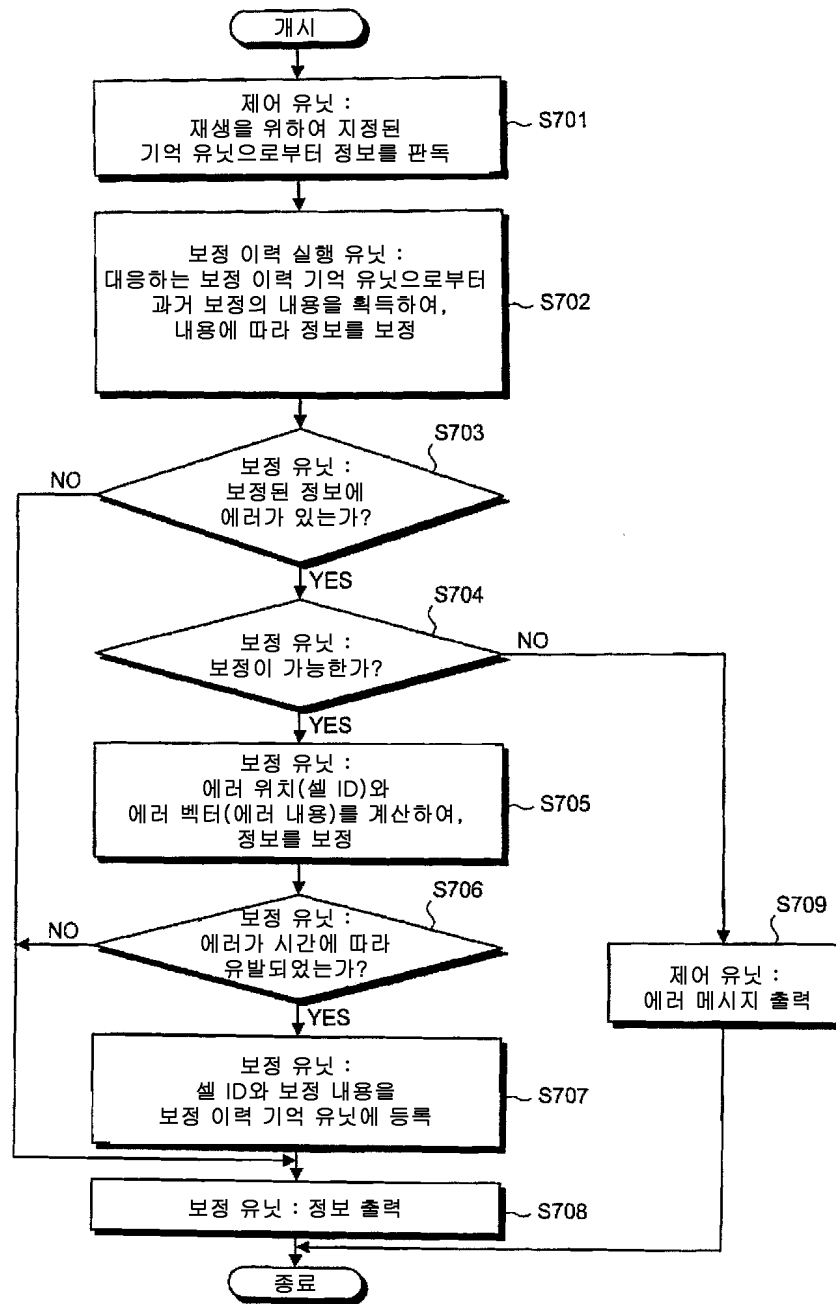 개시
제어 유닛 :
재생을 위하여 지정된
기억 유닛으로부터 정보를 판독
S701
보정 이력 실행 유닛 :
대응하는 보정 이력 기억 유닛으로부터
과거 보정의 내용을 획득하여,
내용에 따라 정보를 보정
S702
S703
보정 유닛 :
보정된 정보에
에러가 있는가?
NO
YES
S704
보정 유닛 :
보정이 가능한가?
NO
YES
보정 유닛 :
에러 위치(셀 ID)와
에러 벡터(에러 내용)를 계산하여,
정보를 보정
S705
S706
보정 유닛 :
에러가 시간에 따라
유발되었는가?
NO
YES
S709
제어 유닛 :
에러 메시지 출력
보정 유닛 :
셀 ID와 보정 내용을
보정 이력 기억 유닛에 등록
S707
보정 유닛 : 정보 출력
S708
종료